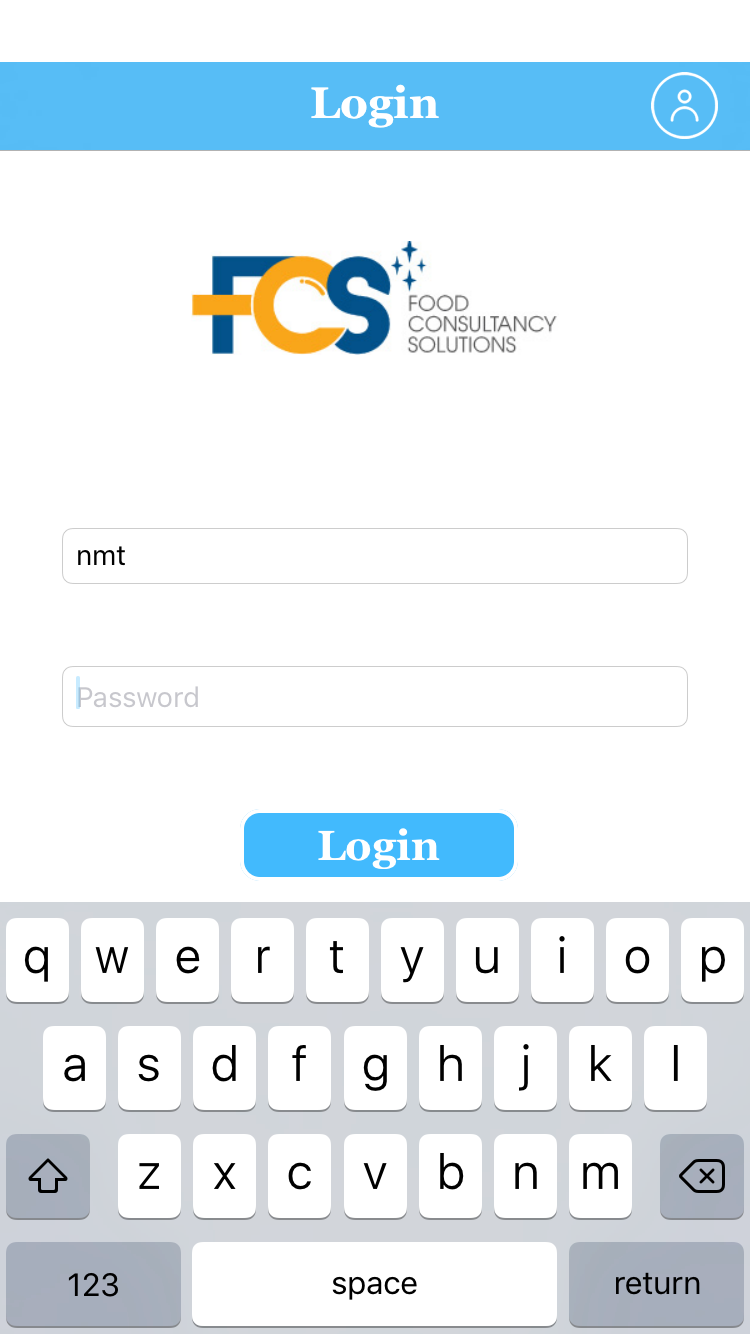 Login
FCS
FOOD
CONSULTANCY
SOLUTIONS
nmt
Password
Login
q w e r t y u i o p
a s d f g h j k l
z x c v b n m
123 space return